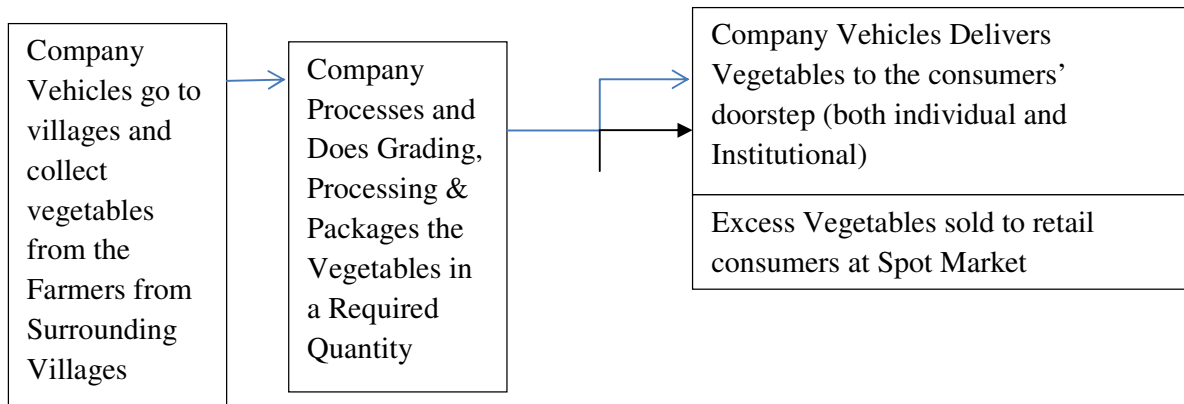 Company
Vehicles go to
villages and
collect
vegetables
from the
Farmers from
Surrounding
Villages
Company
Processes and
Does Grading,
Processing &
Packages the
Vegetables in
a Required
Quantity
Company Vehicles Delivers
Vegetables to the consumers’
doorstep (both individual and
Institutional)
Excess Vegetables sold to retail
consumers at Spot Market